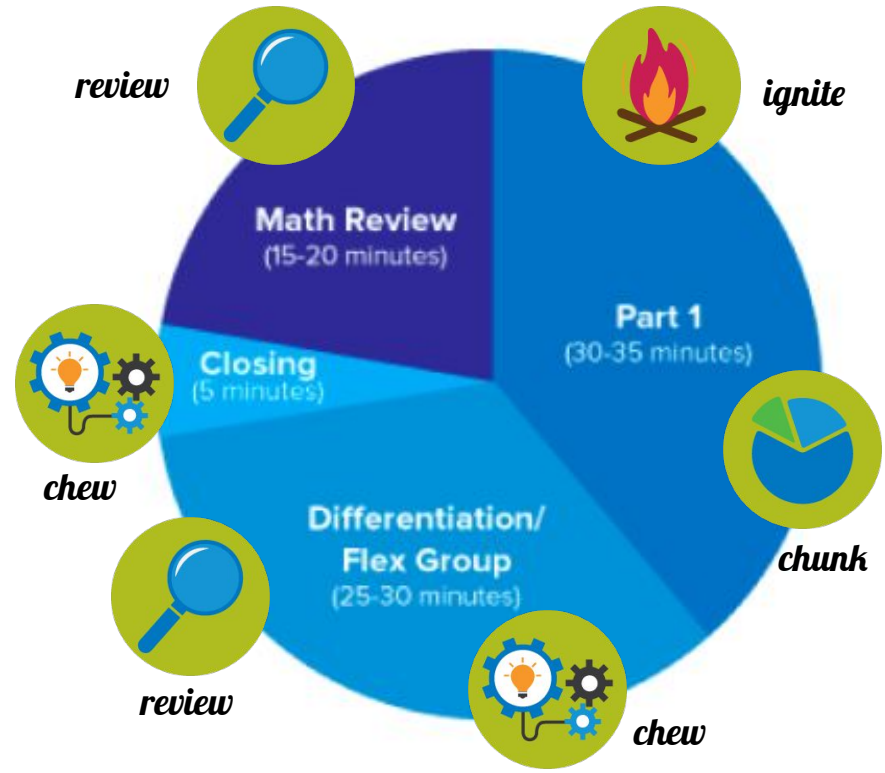 review
ignite
Math Review
(15-20 minutes)
Part 1
(30-35 minutes)
Closing
(5 minutes)
chew
chunk
Differentiation/
Flex Group
(25-30 minutes)
review
chew